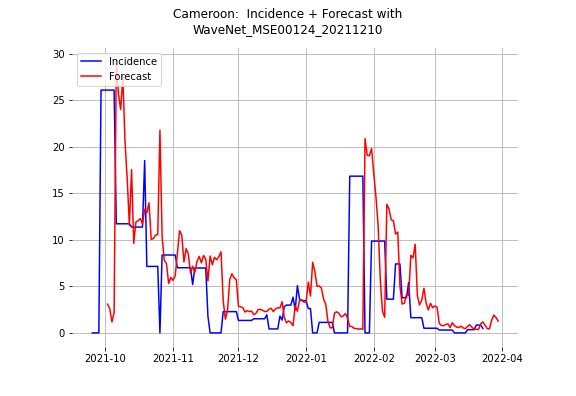 Cameroon:  Incidence + Forecast with
WaveNet_MSE00124_20211210
Incidence
Forecast
30
25
20
15
10
5
0
2021-10 2021-11 2021-12 2022-01 2022-02 2022-03 2022-04